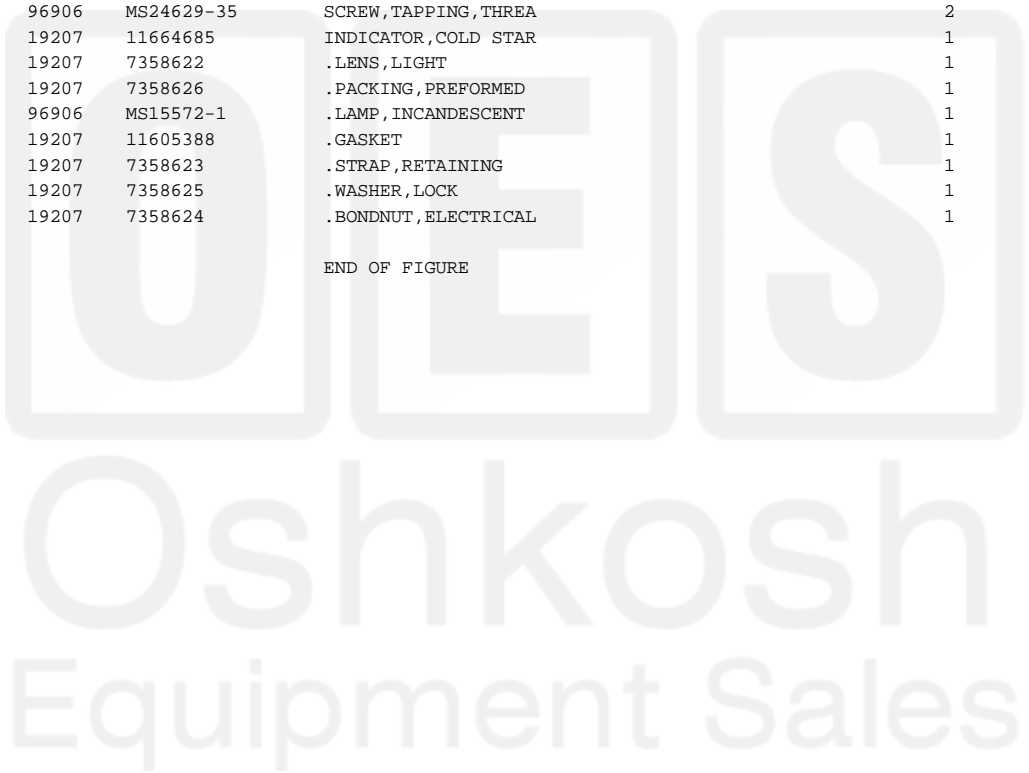 96906 MS24629-35 SCREW,TAPPING,THREA 2
19207 11664685 INDICATOR,COLD STAR 1
19207 7358622 .LENS,LIGHT 1
19207 7358626 .PACKING,PREFORMED 1
96906 MS15572-1 .LAMP,INCANDESCENT 1
19207 11605388 .GASKET 1
19207 7358623 .STRAP,RETAINING 1
19207 7358625 .WASHER,LOCK 1
19207 7358624 .BONDNUT,ELECTRICAL 1
END OF FIGURE
OES
Oshkosh
Equipment Sales